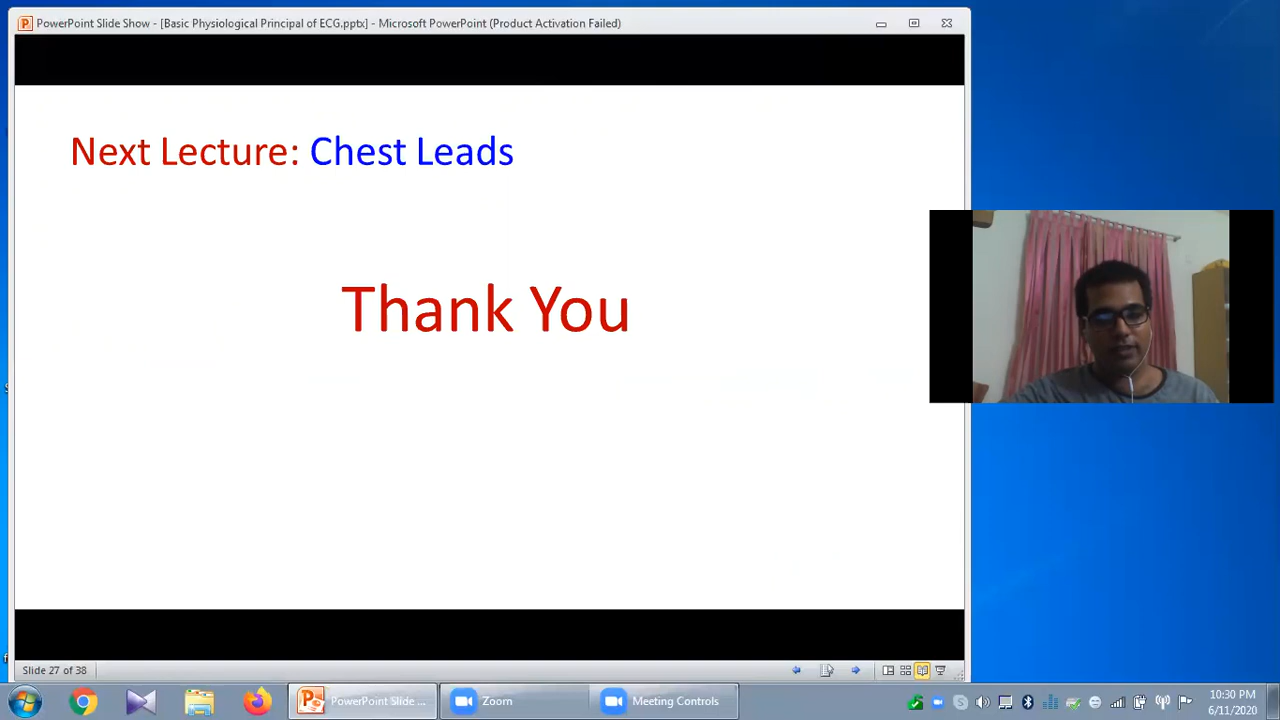 PowerPoint Slide Show - [Basic Physiological Principal of ECG.pptx] - Microsoft PowerPoint (Product Activation Failed)
Next Lecture: Chest Leads
Thank You
Slide 27 of 38
PowerPoint Slide ...
Zoom
Meeting Controls
10:30 PM
6/11/2020